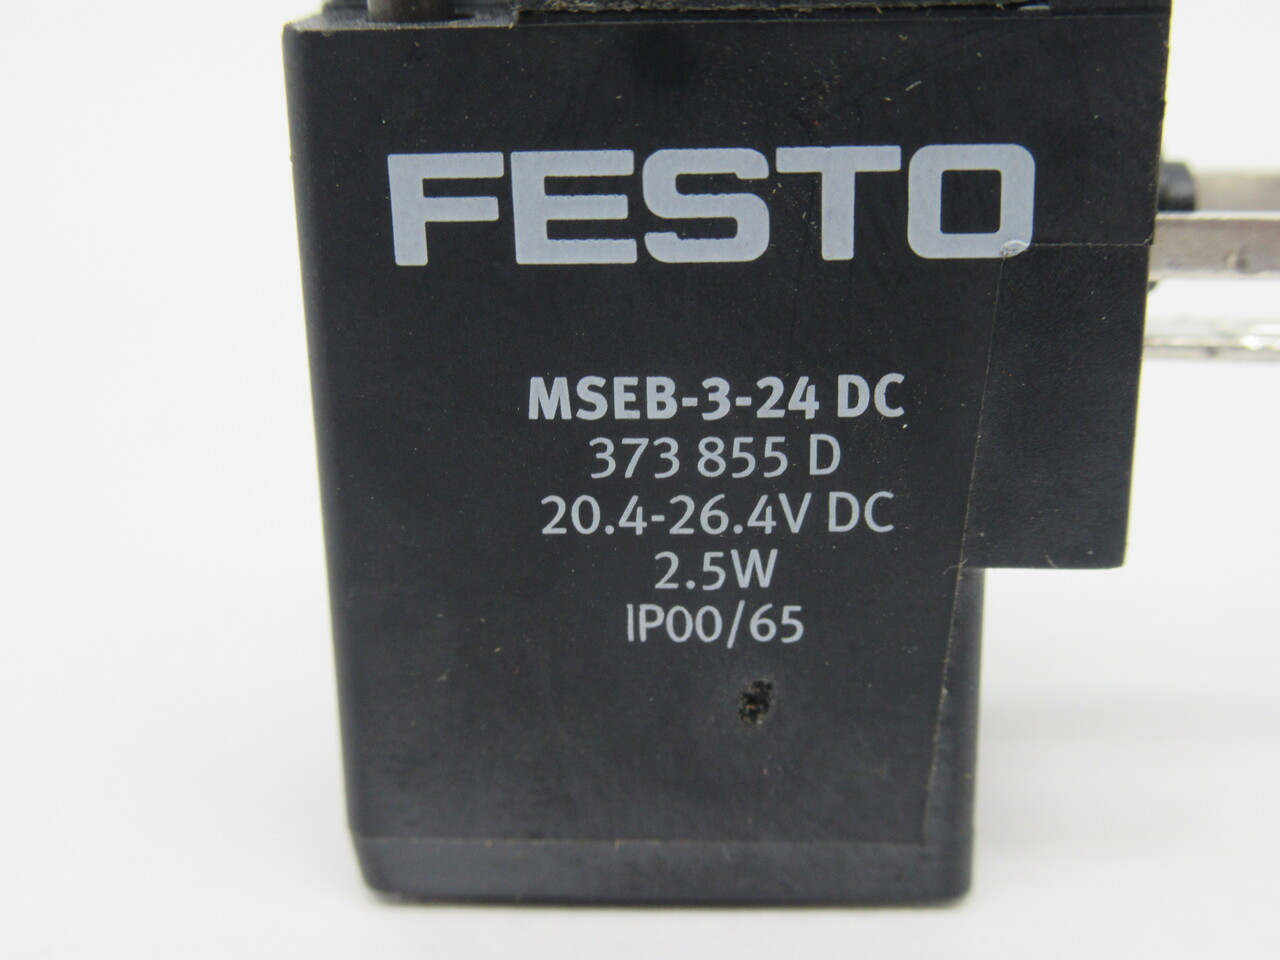 FESTO
MSEB-3-24 DC
373 855 D
20.4-26.4V DC
2.5W
IP00/65